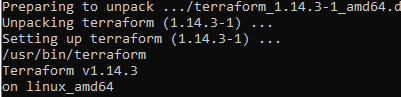 Preparing to unpack .../terraform_1.14.3-1_amd64.d
Unpacking terraform (1.14.3-1) ...
Setting up terraform (1.14.3-1) ...
/usr/bin/terraform
Terraform v1.14.3
on linux_amd64